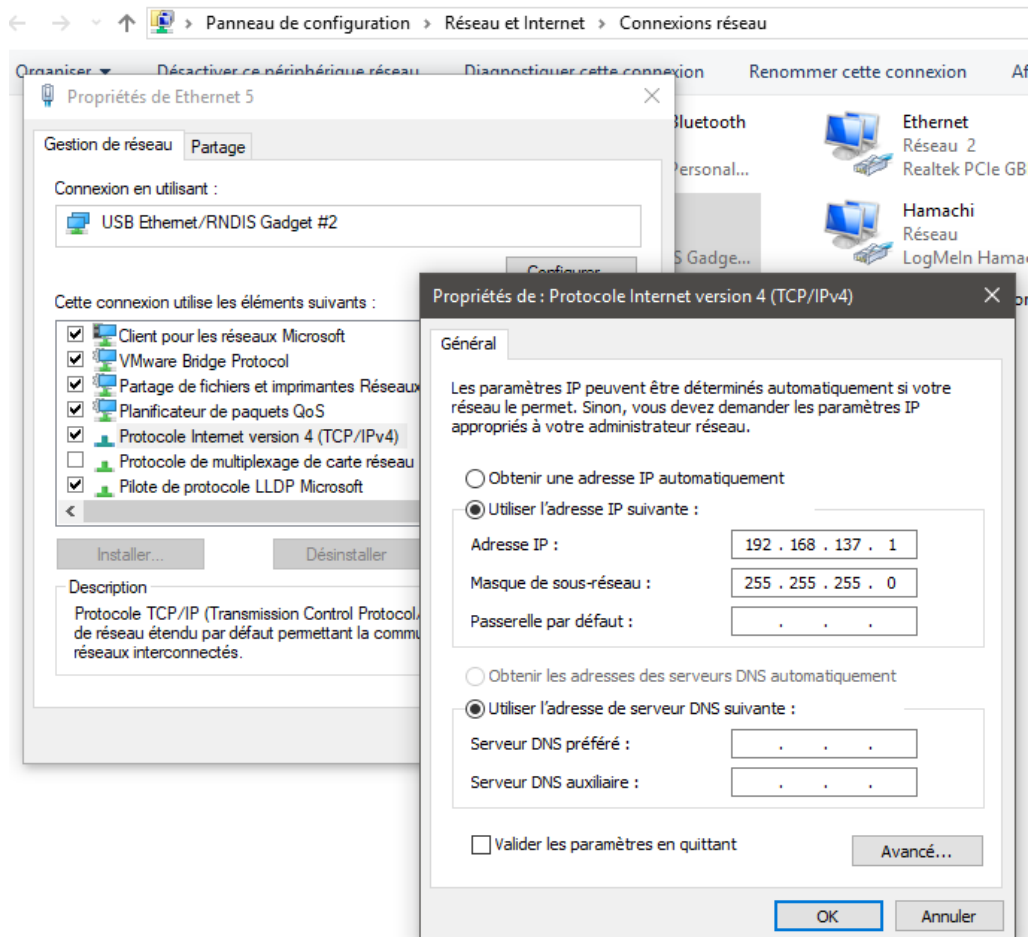 Panneau de configuration > Réseau et Internet > Connexions réseau
Organiser Désactiver ce périphérique réseau Diagnostiquer cette connexion Renommer cette connexion Af
Propriétés de Ethernet 5
Gestion de réseau Partage
Connexion en utilisant :
USB Ethernet/RNDIS Gadget #2
Configurer...
Cette connexion utilise les éléments suivants :
Client pour les réseaux Microsoft
VMware Bridge Protocol
Partage de fichiers et imprimantes Réseaux
Planificateur de paquets QoS
Protocole Internet version 4 (TCP/IPv4)
Protocole de multiplexage de carte réseau
Pilote de protocole LLDP Microsoft
Installer...
Désinstaller
Description
Protocole TCP/IP (Transmission Control Protocol/
de réseau étendu par défaut permettant la commu
réseaux interconnectés.
Bluetooth
Personal...
S Gadge...
Ethernet
Réseau 2
Realtek PCIe GB
Hamachi
Réseau
LogMeIn Hamac
Propriétés de : Protocole Internet version 4 (TCP/IPv4)
Général
Les paramètres IP peuvent être déterminés automatiquement si votre
réseau le permet. Sinon, vous devez demander les paramètres IP
appropriés à votre administrateur réseau.
Obtenir une adresse IP automatiquement
Utiliser l'adresse IP suivante :
Adresse IP : 192 . 168 . 137 . 1
Masque de sous-réseau : 255 . 255 . 255 . 0
Passerelle par défaut : . . .
Obtenir les adresses des serveurs DNS automatiquement
Utiliser l'adresse de serveur DNS suivante :
Serveur DNS préféré : . . .
Serveur DNS auxiliaire : . . .
Valider les paramètres en quittant
Avancé...
OK Annuler